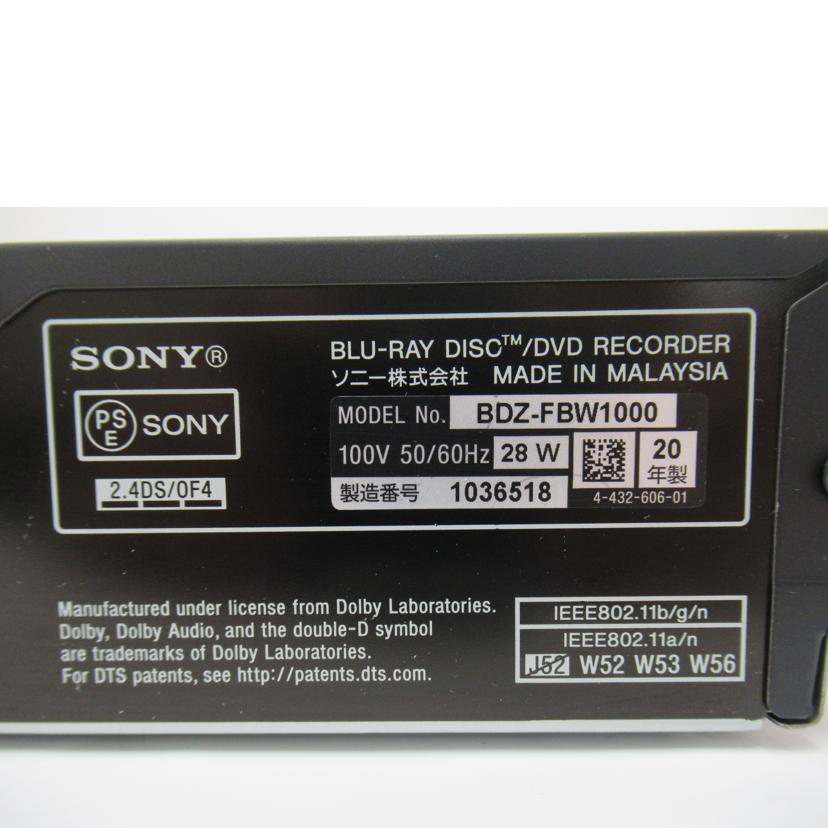 SONY®
BLU-RAY DISC™/DVD RECORDER
ソニー株式会社 MADE IN MALAYSIA
PSE SONY
MODEL No. BDZ-FBW1000
100V 50/60Hz 28 W
20年製
2.4DS/OF4
製造番号 1036518
4-432-606-01
Manufactured under license from Dolby Laboratories.
Dolby, Dolby Audio, and the double-D symbol
are trademarks of Dolby Laboratories.
For DTS patents, see http://patents.dts.com.
IEEE802.11b/g/n
IEEE802.11a/n
J52 W52 W53 W56